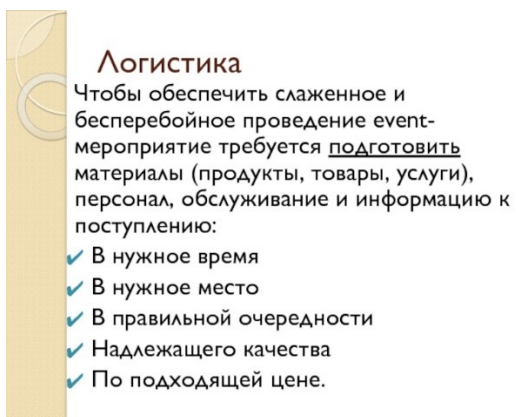 Логистика
Чтобы обеспечить слаженное и
бесперебойное проведение event-
мероприятие требуется подготовить
материалы (продукты, товары, услуги),
персонал, обслуживание и информацию к
поступлению:
✔ В нужное время
✔ В нужное место
✔ В правильной очередности
✔ Надлежащего качества
✔ По подходящей цене.